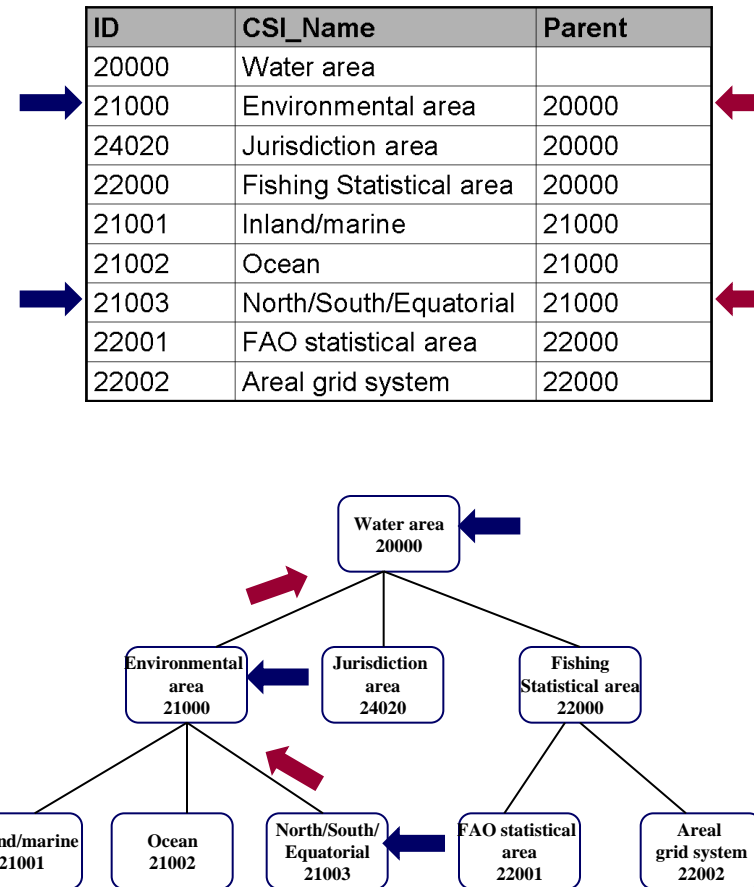 ID CSI_Name Parent
20000 Water area
21000 Environmental area 20000
24020 Jurisdiction area 20000
22000 Fishing Statistical area 20000
21001 Inland/marine 21000
21002 Ocean 21000
21003 North/South/Equatorial 21000
22001 FAO statistical area 22000
22002 Areal grid system 22000
Water area
20000
Environmental
area
21000
Jurisdiction
area
24020
Fishing
Statistical area
22000
nd/marine
21001
Ocean
21002
North/South/
Equatorial
21003
FAO statistical
area
22001
Areal
grid system
22002